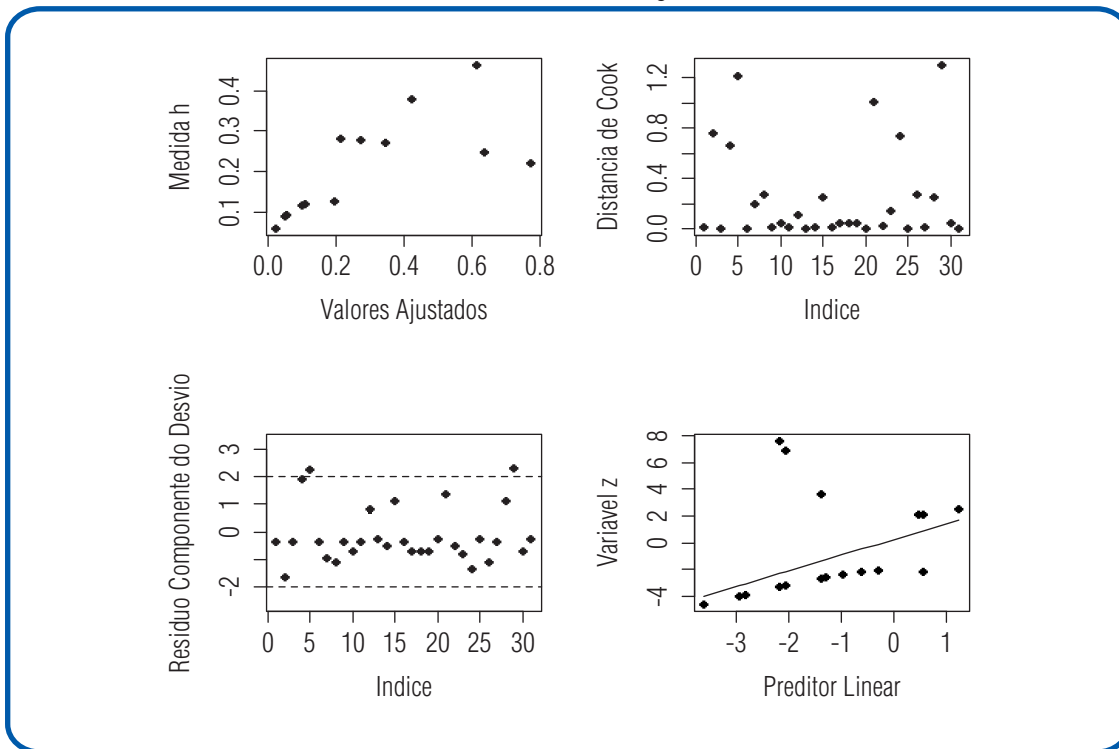 Medida h
0.1 0.2 0.3 0.4
0.0 0.2 0.4 0.6 0.8
Valores Ajustados
Distancia de Cook
0.0 0.4 0.8 1.2
0 5 10 15 20 25 30
Indice
Residuo Componente do Desvio
-2 0 1 2 3
0 5 10 15 20 25 30
Indice
Variavel z
-4 0 2 4 6 8
-3 -2 -1 0 1
Preditor Linear